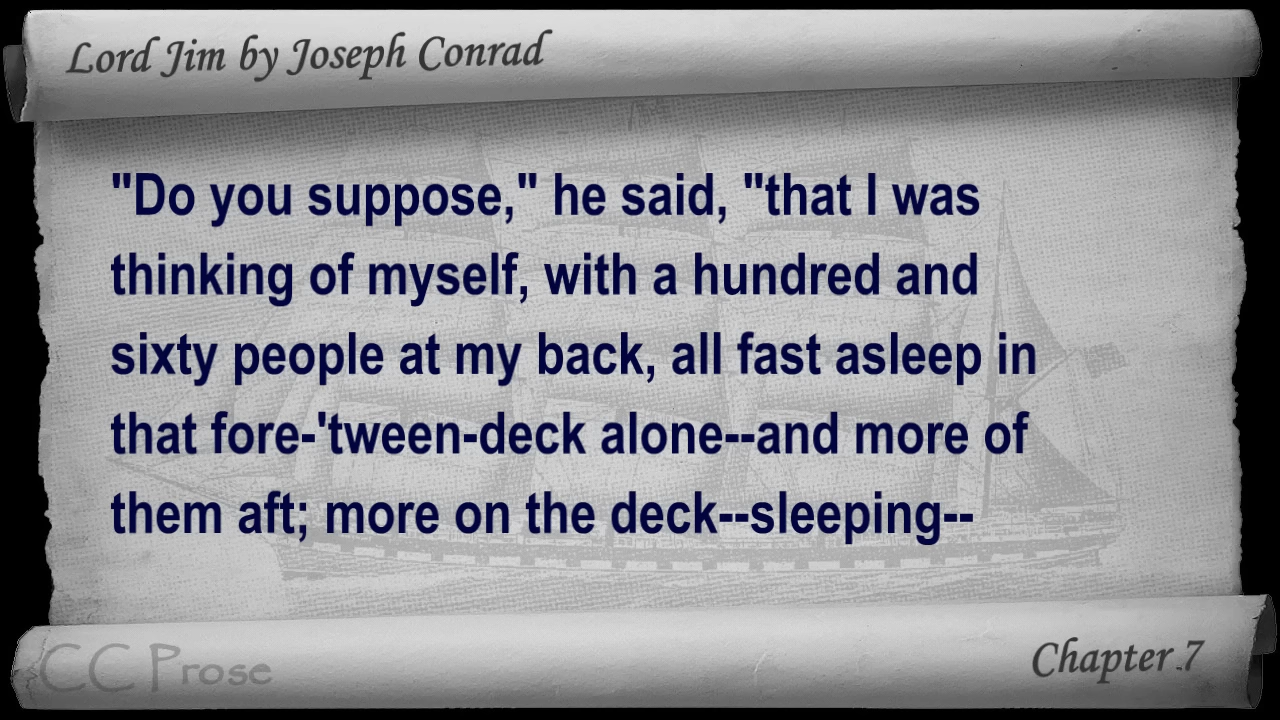 Lord Jim by Joseph Conrad
"Do you suppose," he said, "that I was
thinking of myself, with a hundred and
sixty people at my back, all fast asleep in
that fore-'tween-deck alone--and more of
them aft; more on the deck--sleeping--
CC Prose
Chapter 7